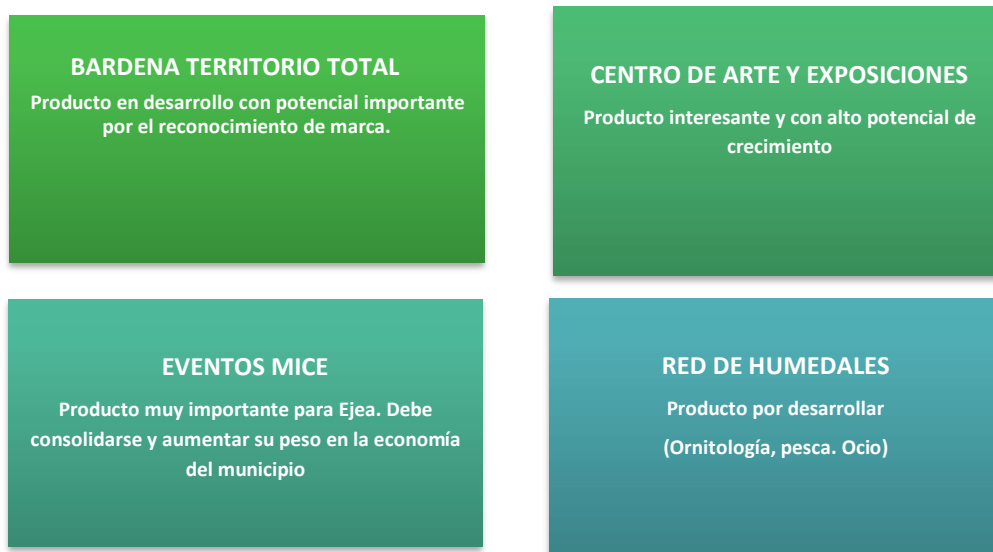 BARDENA TERRITORIO TOTAL
Producto en desarrollo con potencial importante
por el reconocimiento de marca.
CENTRO DE ARTE Y EXPOSICIONES
Producto interesante y con alto potencial de
crecimiento
EVENTOS MICE
Producto muy importante para Ejea. Debe
consolidarse y aumentar su peso en la economía
del municipio
RED DE HUMEDALES
Producto por desarrollar
(Ornitología, pesca. Ocio)